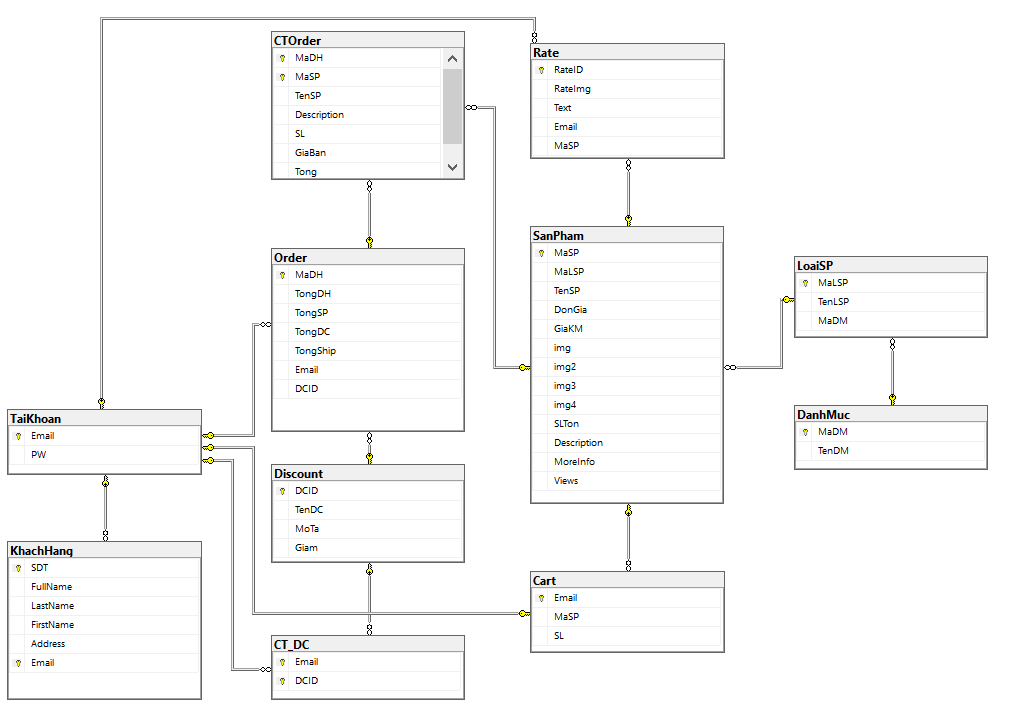 CTOrder
MaDH
MaSP
TenSP
Description
SL
GiaBan
Tong
Rate
RateID
RateImg
Text
Email
MaSP
Order
MaDH
TongDH
TongSP
TongDC
TongShip
Email
DCID
SanPham
MaSP
MaLSP
TenSP
DonGia
GiaKM
img
img2
img3
img4
SLTon
Description
MoreInfo
Views
LoaiSP
MaLSP
TenLSP
MaDM
DanhMuc
MaDM
TenDM
TaiKhoan
Email
PW
Discount
DCID
TenDC
MoTa
Giam
KhachHang
SDT
FullName
LastName
FirstName
Address
Email
CT_DC
Email
DCID
Cart
Email
MaSP
SL